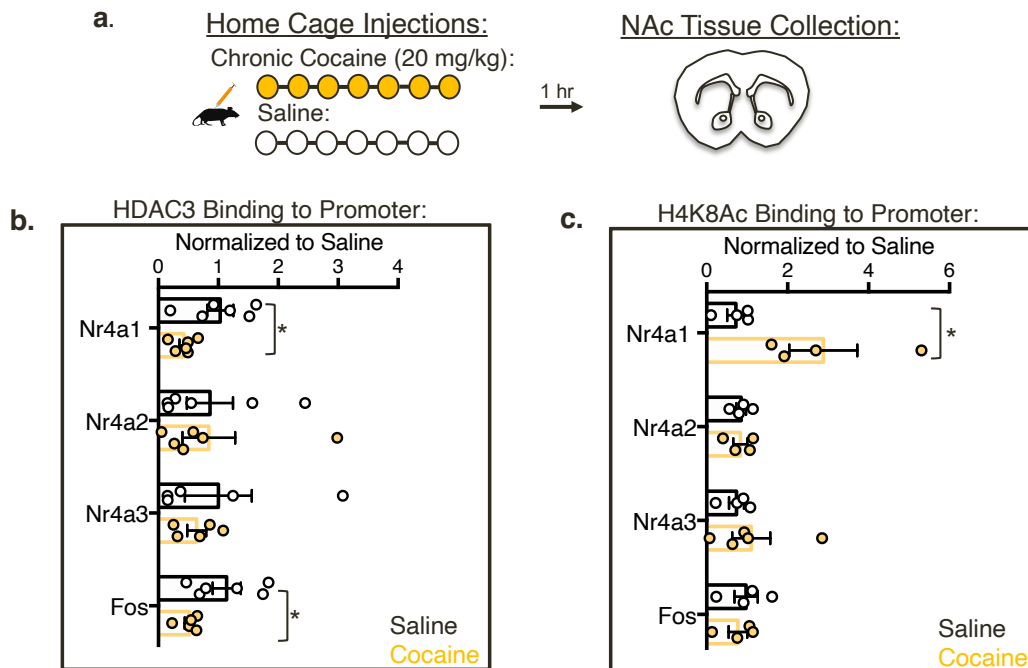 a.
Home Cage Injections:
NAc Tissue Collection:
Chronic Cocaine (20 mg/kg):
1 hr
Saline:
b.
HDAC3 Binding to Promoter:
Normalized to Saline
0 1 2 3 4
Nr4a1
*
Nr4a2
Nr4a3
Fos
*
Saline
Cocaine
c.
H4K8Ac Binding to Promoter:
Normalized to Saline
0 2 4 6
Nr4a1
*
Nr4a2
Nr4a3
Fos
Saline
Cocaine